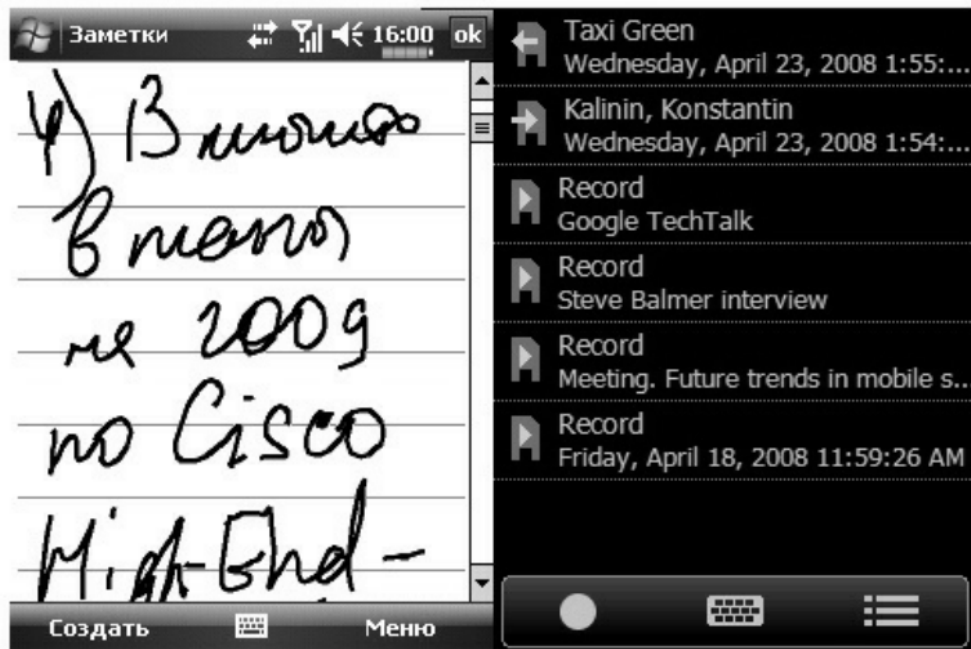 Заметки 16:00 ok
4) В
в
не 2009
по Cisco
High-End-
Создать Меню
Taxi Green
Wednesday, April 23, 2008 1:55:...
Kalinin, Konstantin
Wednesday, April 23, 2008 1:54:...
Record
Google TechTalk
Record
Steve Balmer interview
Record
Meeting. Future trends in mobile s..
Record
Friday, April 18, 2008 11:59:26 AM